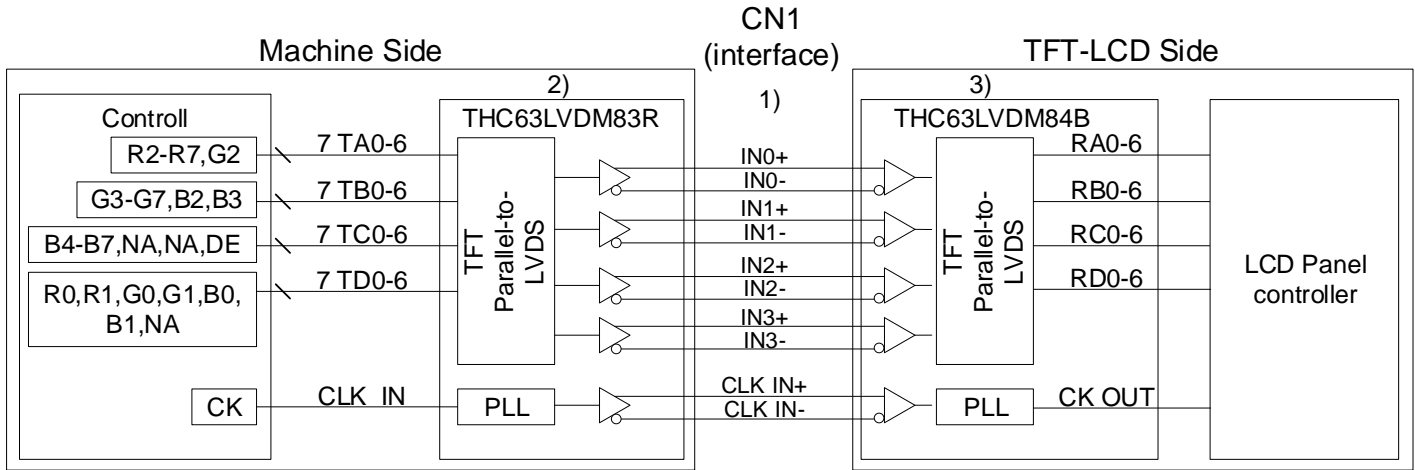 CN1
(interface)
Machine Side
TFT-LCD Side
2)
1)
3)
THC63LVDM83R
THC63LVDM84B
Controll
R2-R7,G2
7 TA0-6
G3-G7,B2,B3
7 TB0-6
B4-B7,NA,NA,DE
7 TC0-6
R0,R1,G0,G1,B0,
B1,NA
7 TD0-6
CK
CLK IN
TFT
Parallel-to-
LVDS
PLL
IN0+
IN0-
IN1+
IN1-
IN2+
IN2-
IN3+
IN3-
CLK IN+
CLK IN-
TFT
Parallel-to-
LVDS
PLL
RA0-6
RB0-6
RC0-6
RD0-6
CK OUT
LCD Panel
controller